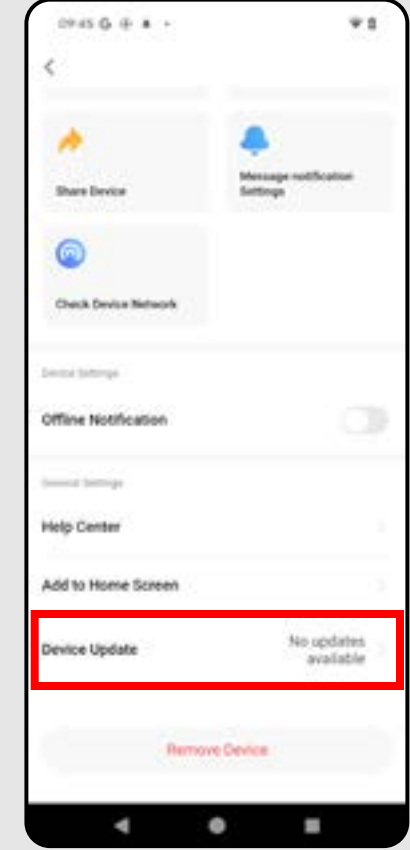 09:45 G
Share Device
Message notification
Settings
Check Device Network
Device Settings
Offline Notification
General Settings
Help Center
Add to Home Screen
Device Update
No updates
available
Remove Device